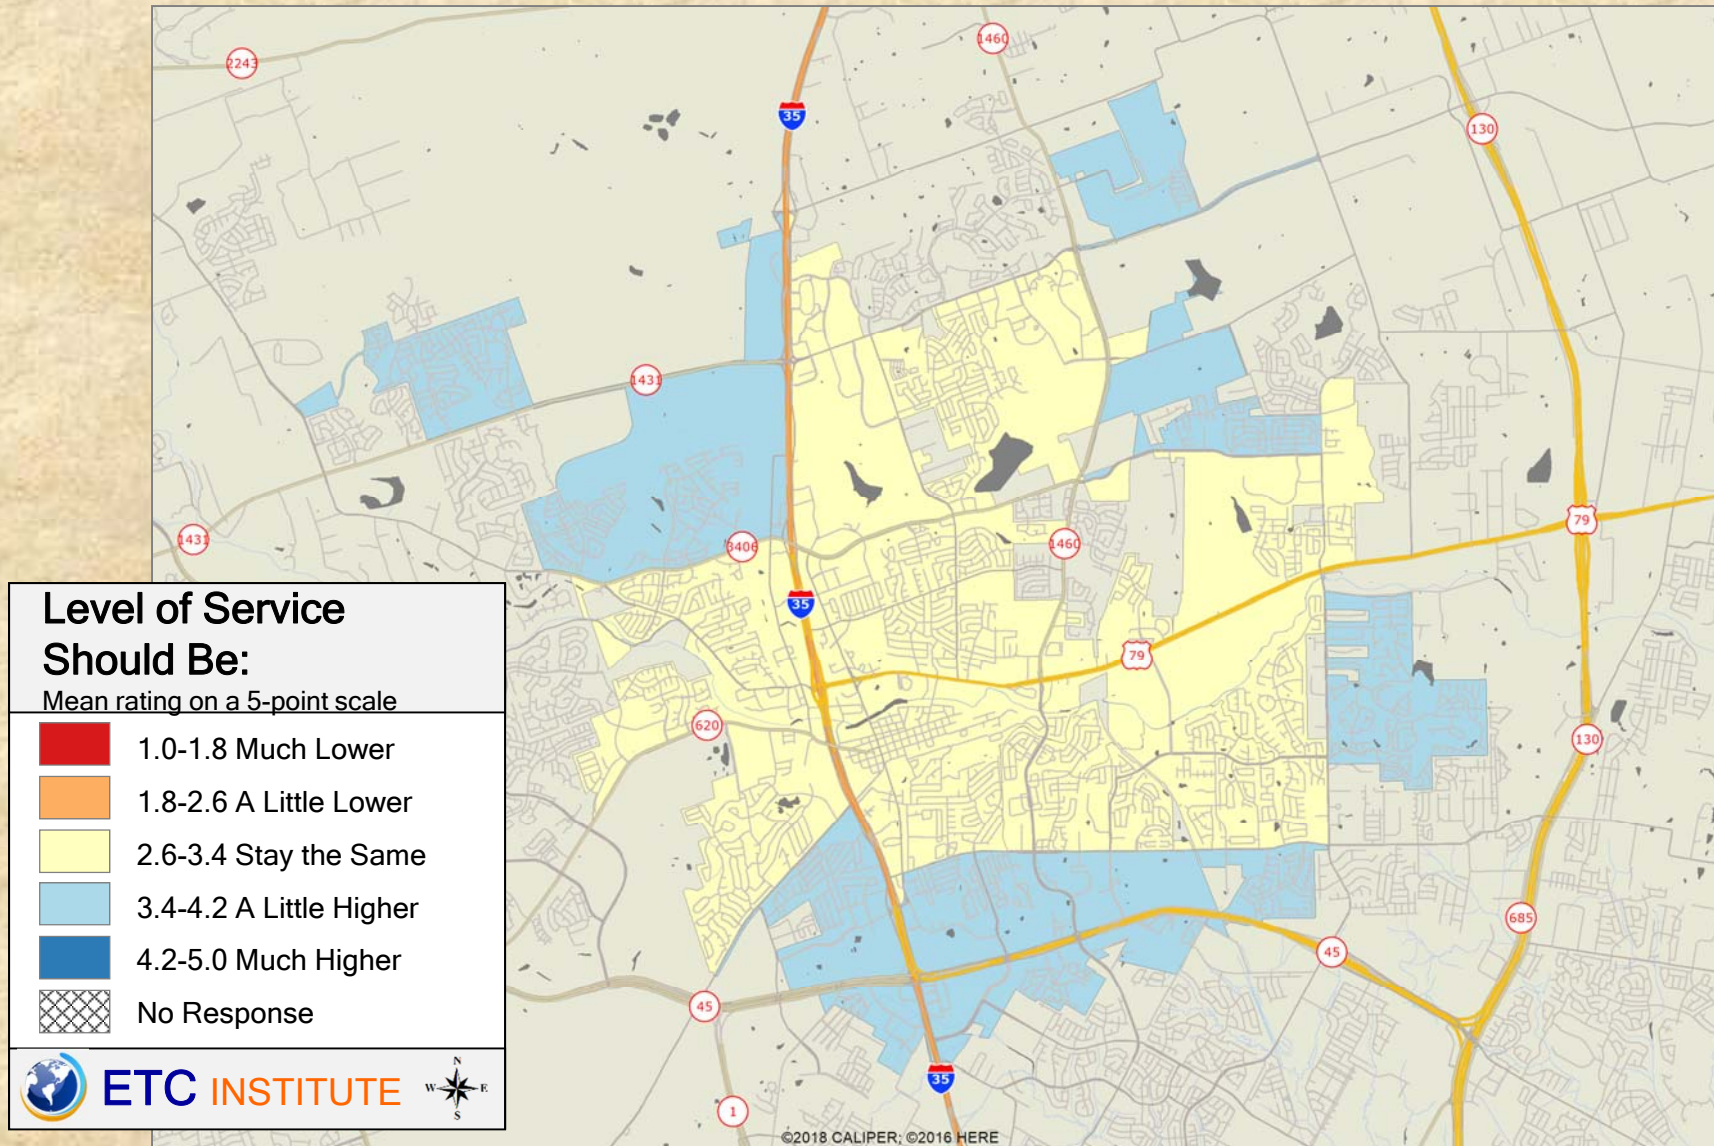 2243
1460
35
130
1431
1431
3406
1460
79
35
79
620
130
685
45
45
35
1
Level of Service
Should Be:
Mean rating on a 5-point scale
1.0-1.8 Much Lower
1.8-2.6 A Little Lower
2.6-3.4 Stay the Same
3.4-4.2 A Little Higher
4.2-5.0 Much Higher
No Response
ETC INSTITUTE
N
W E
S
©2018 CALIPER; ©2016 HERE